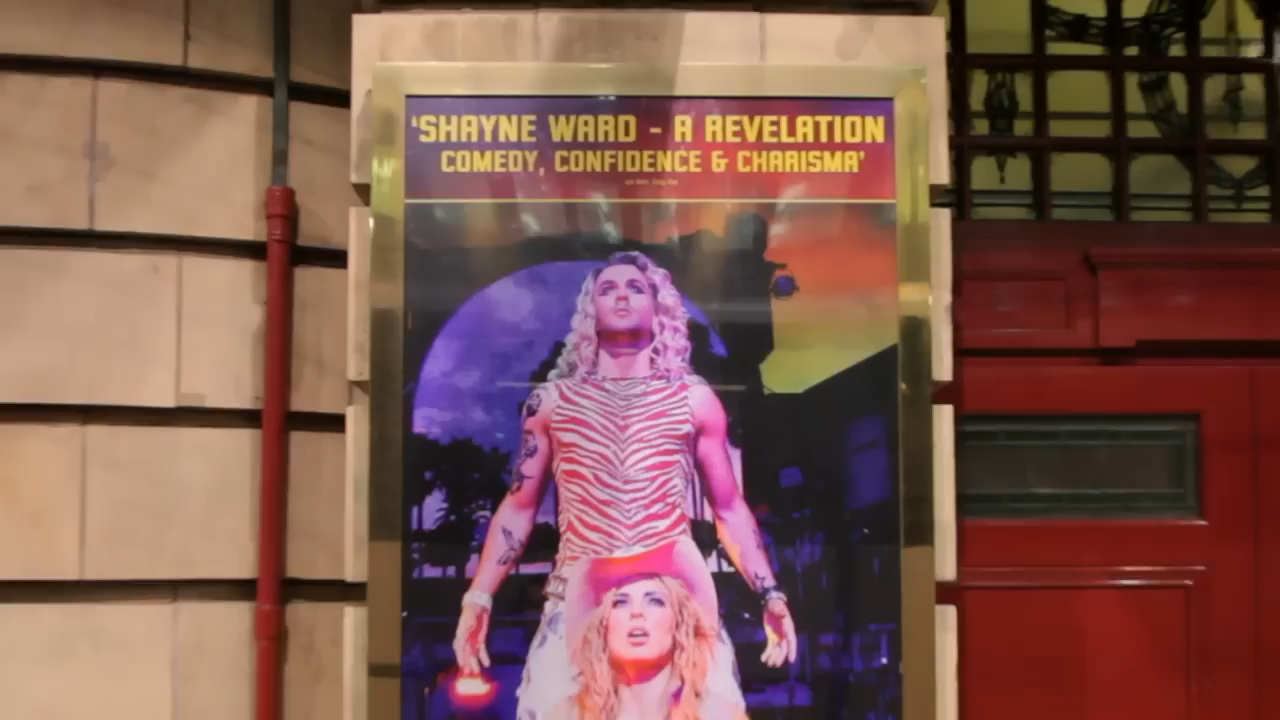 ‘SHAYNE WARD - A REVELATION
COMEDY, CONFIDENCE & CHARISMA’